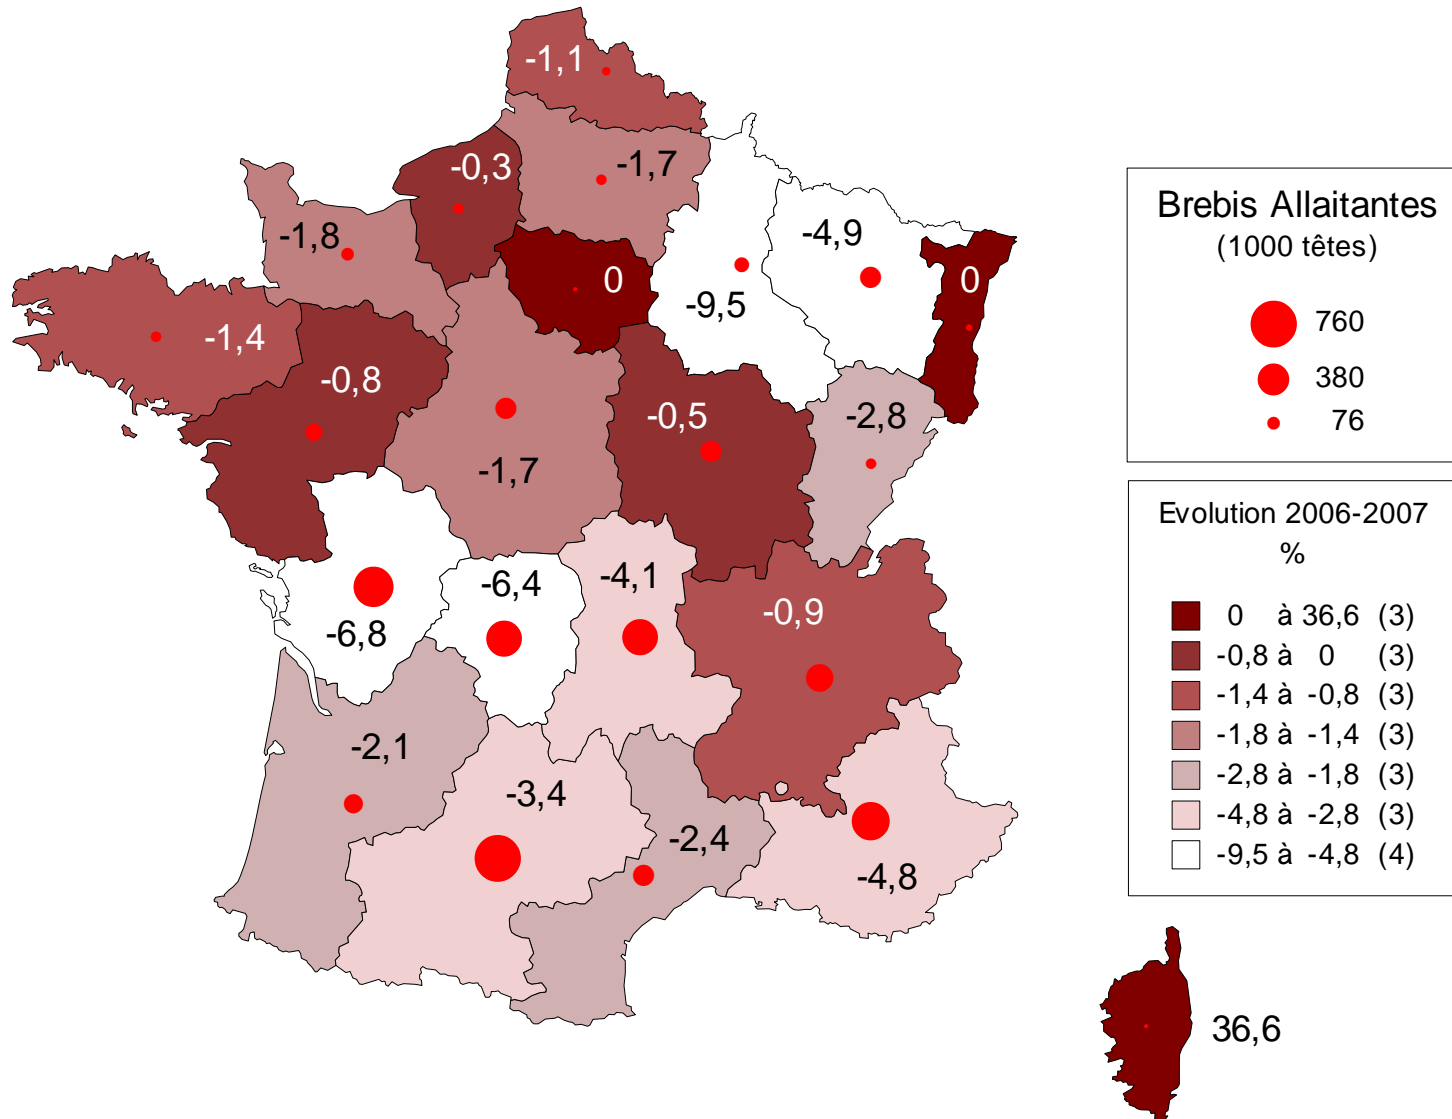 -1,1
-0,3
-1,7
-1,8
0
-9,5
-4,9
0
-1,4
-0,8
-1,7
-0,5
-2,8
-6,8
-6,4
-4,1
-0,9
-2,1
-3,4
-2,4
-4,8
36,6
Brebis Allaitantes
(1000 têtes)
760
380
76
Evolution 2006-2007
%
0 à 36,6 (3)
-0,8 à 0 (3)
-1,4 à -0,8 (3)
-1,8 à -1,4 (3)
-2,8 à -1,8 (3)
-4,8 à -2,8 (3)
-9,5 à -4,8 (4)